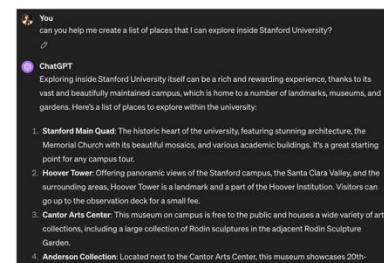 You
can you help me create a list of places that I can explore inside Stanford University?
ChatGPT
Exploring inside Stanford University itself can be a rich and rewarding experience, thanks to its
vast and beautifully maintained campus, which is home to a number of landmarks, museums, and
gardens. Here's a list of places to explore within the university:
1. Stanford Main Quad: The historic heart of the university, featuring stunning architecture, the
Memorial Church with its beautiful mosaics, and various academic buildings. It's a great starting
point for any campus tour.
2. Hoover Tower: Offering panoramic views of the Stanford campus, the Santa Clara Valley, and the
surrounding areas, Hoover Tower is a landmark and a part of the Hoover Institution. Visitors can
go up to the observation deck for a small fee.
3. Cantor Arts Center: This museum on campus is free to the public and houses a wide variety of art
collections, including a large collection of Rodin sculptures in the adjacent Rodin Sculpture
Garden.
4. Anderson Collection: Located next to the Cantor Arts Center, this museum showcases 20th-